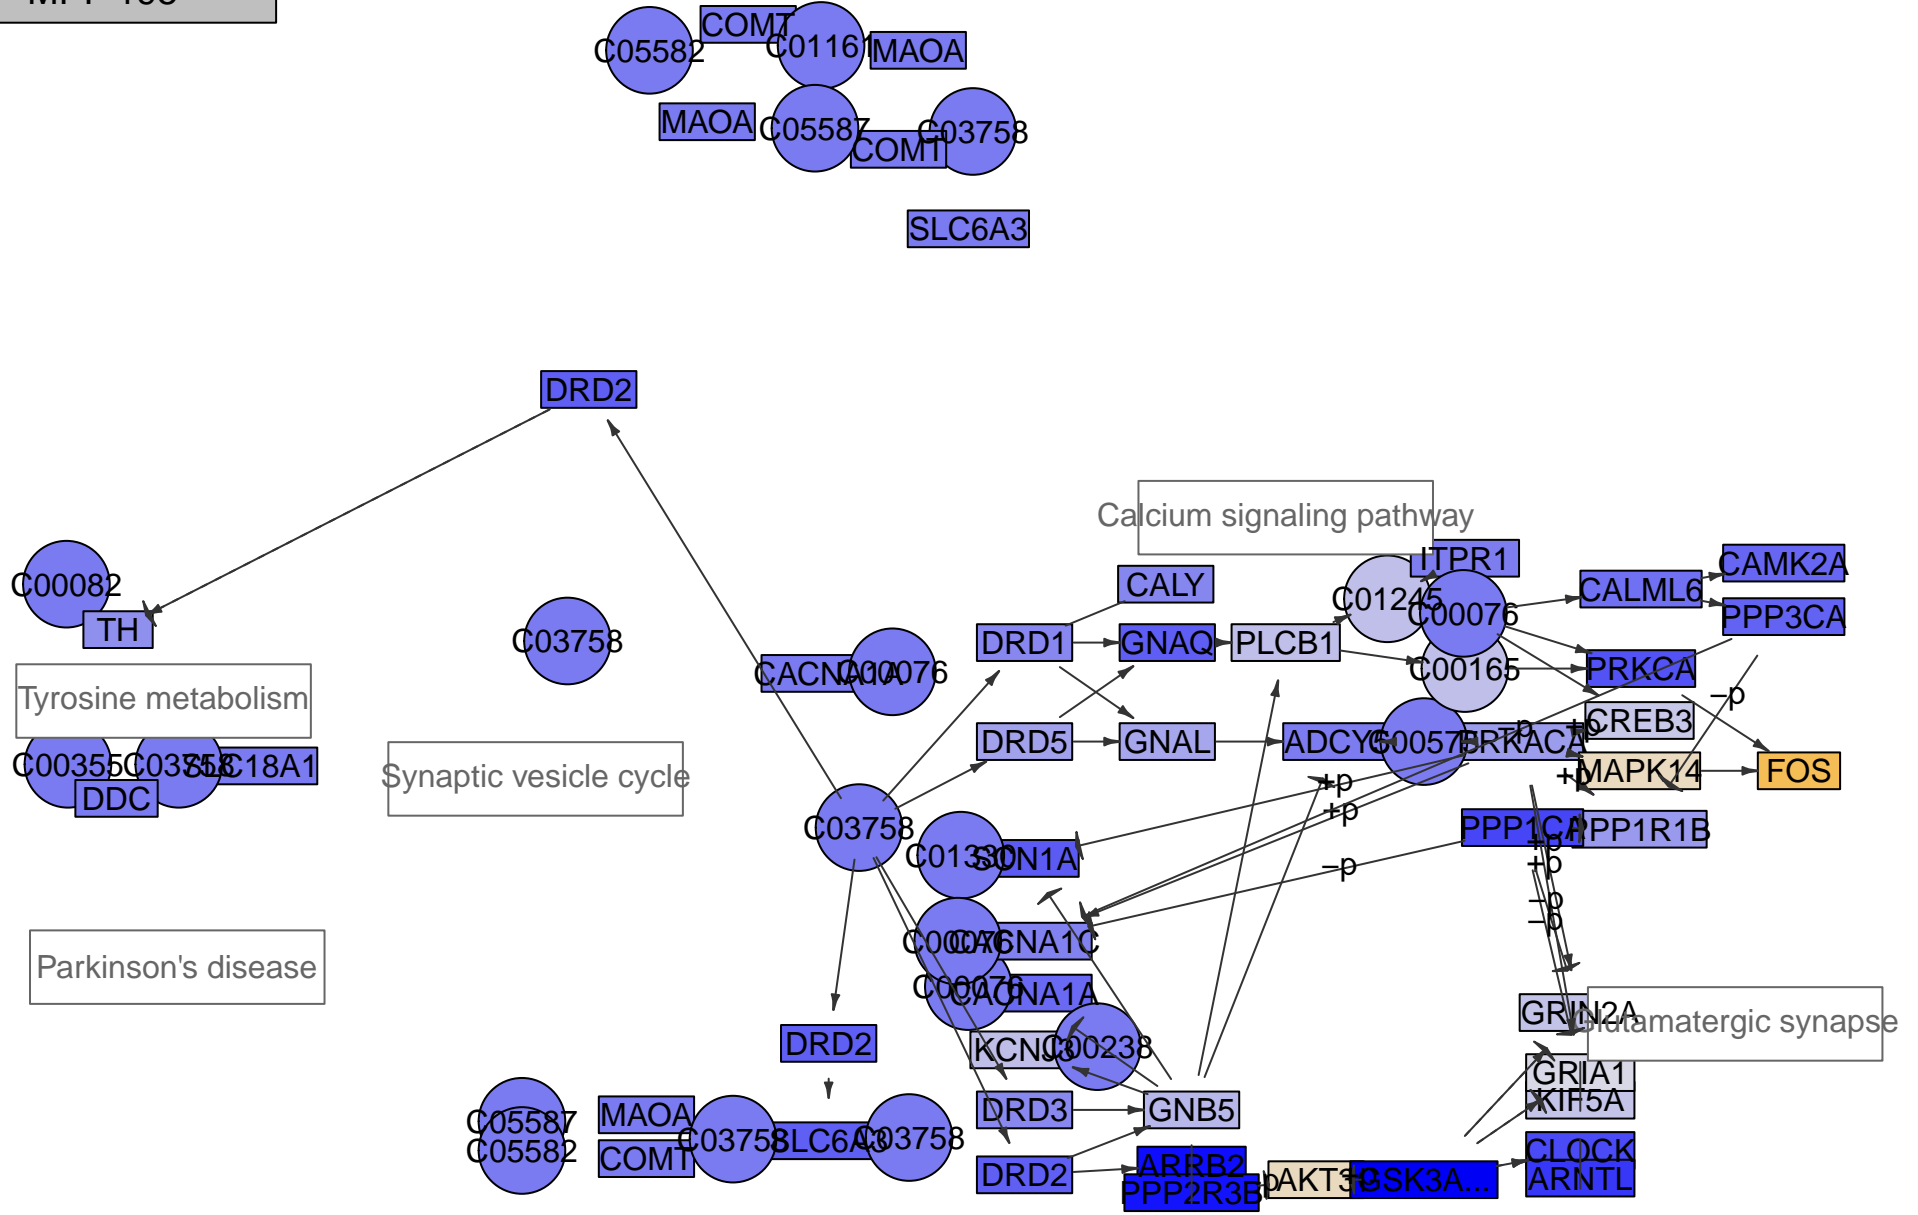 COMT
C05582
C01161
MAOA
MAOA
C05587
C03758
COMT
SLC6A3
DRD2
Calcium signaling pathway
ITPR1
CAMK2A
C00082
CALY
C01245
C00076
CALML6
PPP3CA
TH
C03758
DRD1
GNAQ
PLCB1
CACNA1A
C00076
C00165
PRKCA
Tyrosine metabolism
–p
CREB3
+p
–p
DRD5
GNAL
C00575
PRKACA
C00355
C03758
SLC18A1
Synaptic vesicle cycle
+p
+p
MAPK14
FOS
DDC
+p
C03758
PPP1CA
PPP1R1B
+p
C01330
SCN1A
–p
+p
–p
–p
C00076
CACNA1C
Parkinson's disease
C00076
CACNA1A
GRIN2A
Glutamatergic synapse
DRD2
KCNJ3
C00238
GRIA1
KIF5A
C05587
MAOA
DRD3
GNB5
C03758
SLC6A3
C03758
C05582
COMT
CLOCK
DRD2
ARRB2
ARNTL
PPP2R3B
AKT3
GSK3A...